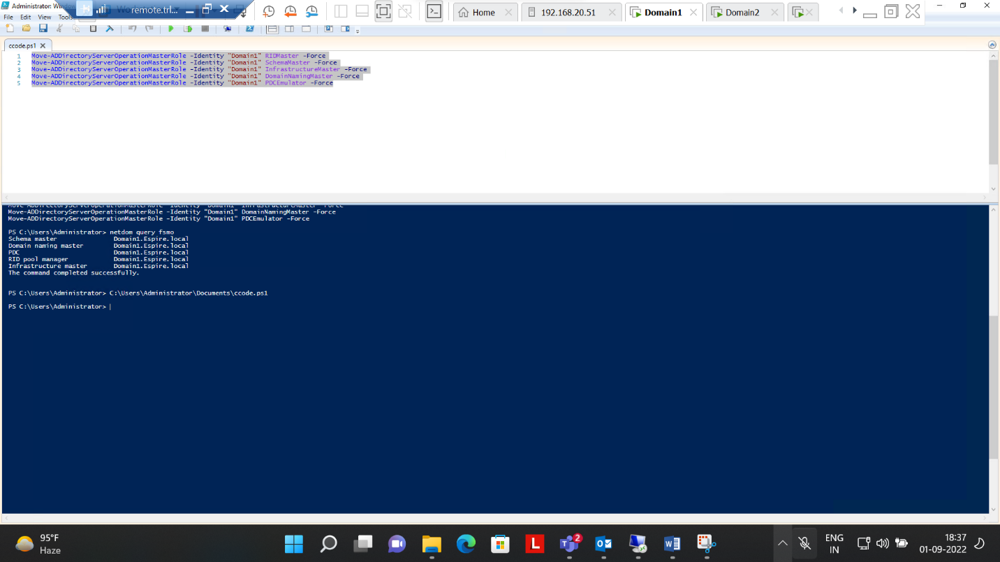 Administrator: Wind
remote.trl...
Home
192.168.20.51
Domain1
Domain2
File Edit View Tools
ccode.ps1
1 Move-ADDirectoryServerOperationMasterRole -Identity "Domain1" RIDMaster -Force
2 Move-ADDirectoryServerOperationMasterRole -Identity "Domain1" SchemaMaster -Force
3 Move-ADDirectoryServerOperationMasterRole -Identity "Domain1" InfrastructureMaster -Force
4 Move-ADDirectoryServerOperationMasterRole -Identity "Domain1" DomainNamingMaster -Force
5 Move-ADDirectoryServerOperationMasterRole -Identity "Domain1" PDCEmulator -Force
Move-ADDirectoryServerOperationMasterRole -Identity "Domain1" InfrastructureMaster -Force
Move-ADDirectoryServerOperationMasterRole -Identity "Domain1" DomainNamingMaster -Force
Move-ADDirectoryServerOperationMasterRole -Identity "Domain1" PDCEmulator -Force
PS C:\Users\Administrator> netdom query fsmo
Schema master Domain1.Espire.local
Domain naming master Domain1.Espire.local
PDC Domain1.Espire.local
RID pool manager Domain1.Espire.local
Infrastructure master Domain1.Espire.local
The command completed successfully.
PS C:\Users\Administrator> C:\Users\Administrator\Documents\ccode.ps1
PS C:\Users\Administrator>
95°F
Haze
L
2
ENG
IN
18:37
01-09-2022